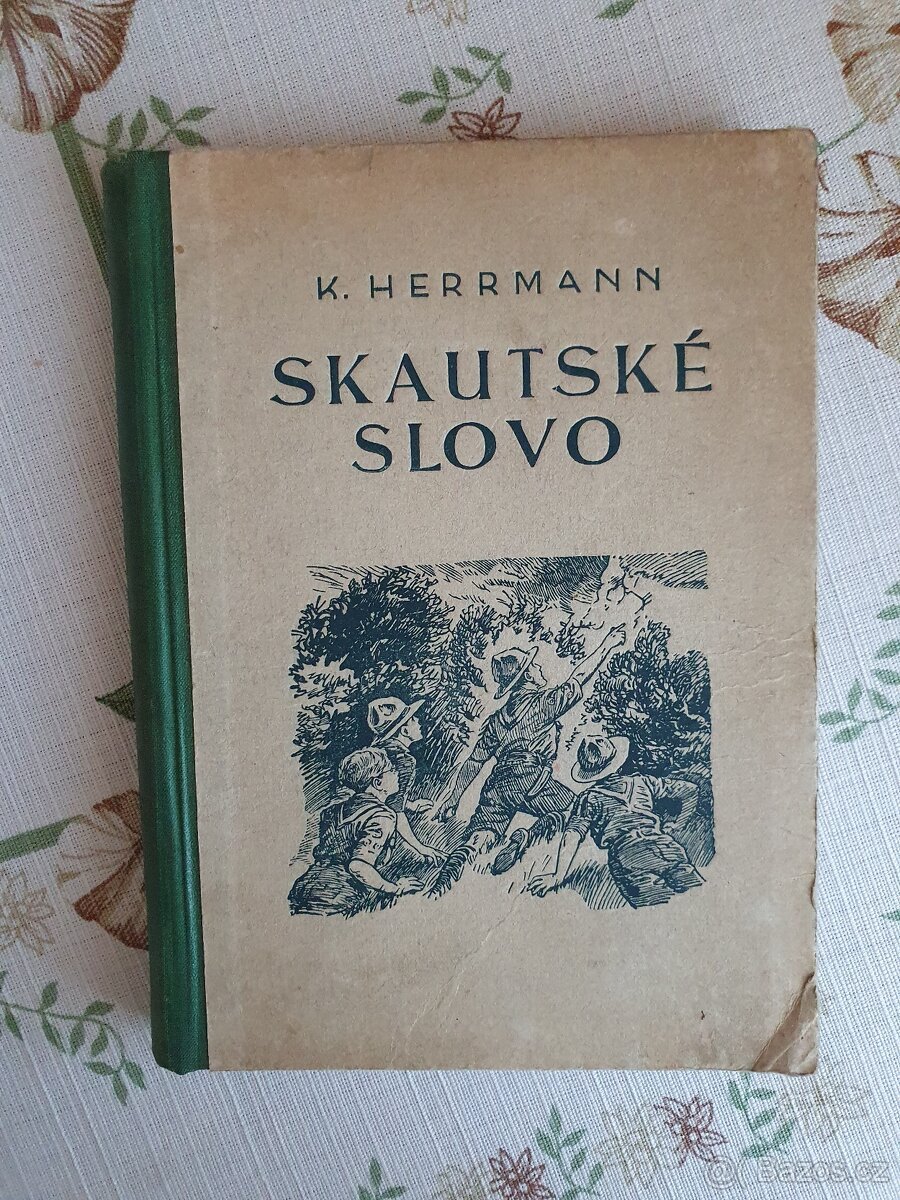 K. HERRMANN
SKAUTSKÉ
SLOVO
© Bazos.cz